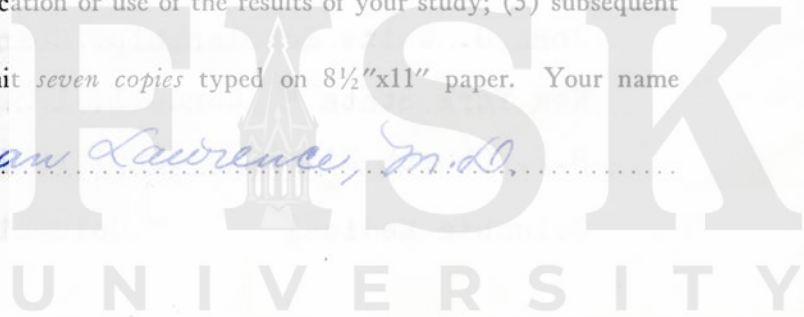 cation or use of the results of your study; (5) subsequent
it seven copies typed on 8½"x11" paper. Your name
an Lawrence, M.D.
FISK
UNIVERSITY